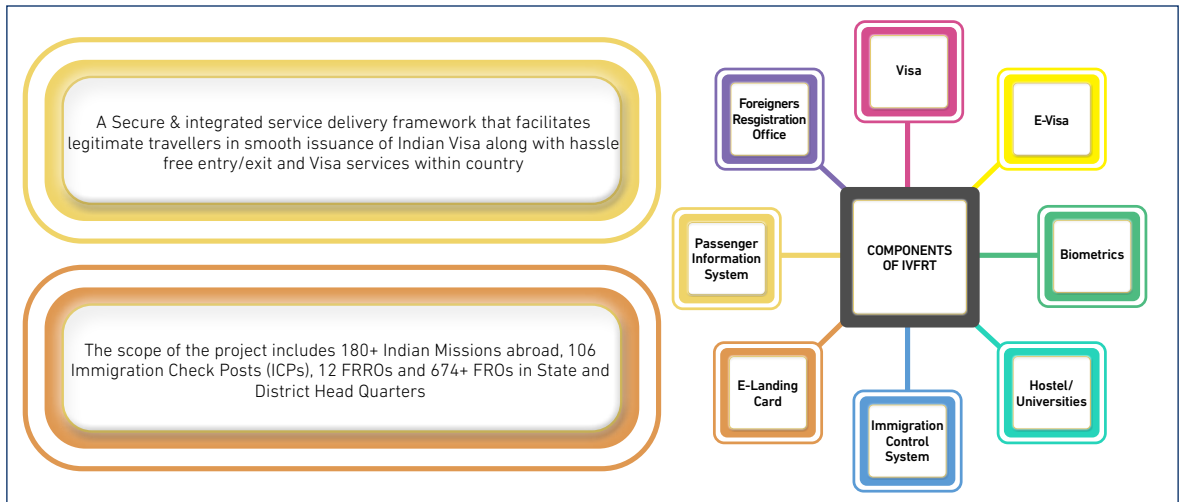 A Secure & integrated service delivery framework that facilitates
legitimate travellers in smooth issuance of Indian Visa along with hassle
free entry/exit and Visa services within country
The scope of the project includes 180+ Indian Missions abroad, 106
Immigration Check Posts (ICPs), 12 FRROs and 674+ FROs in State and
District Head Quarters
COMPONENTS
OF IVFRT
Visa
E-Visa
Biometrics
Hostel/
Universities
Immigration
Control
System
E-Landing
Card
Passenger
Information
System
Foreigners
Resgistration
Office